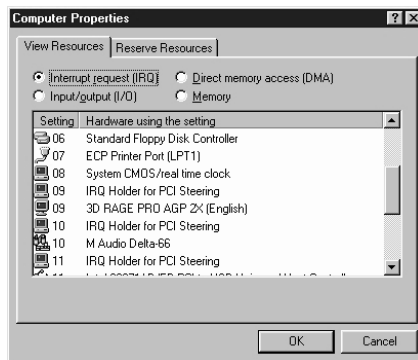 Computer Properties
View Resources Reserve Resources
Interrupt request (IRQ) Direct memory access (DMA)
Input/output (I/O) Memory
Setting Hardware using the setting
06 Standard Floppy Disk Controller
07 ECP Printer Port (LPT1)
08 System CMOS/real time clock
09 IRQ Holder for PCI Steering
09 3D RAGE PRO AGP 2X (English)
10 IRQ Holder for PCI Steering
10 M Audio Delta-66
11 IRQ Holder for PCI Steering
OK Cancel